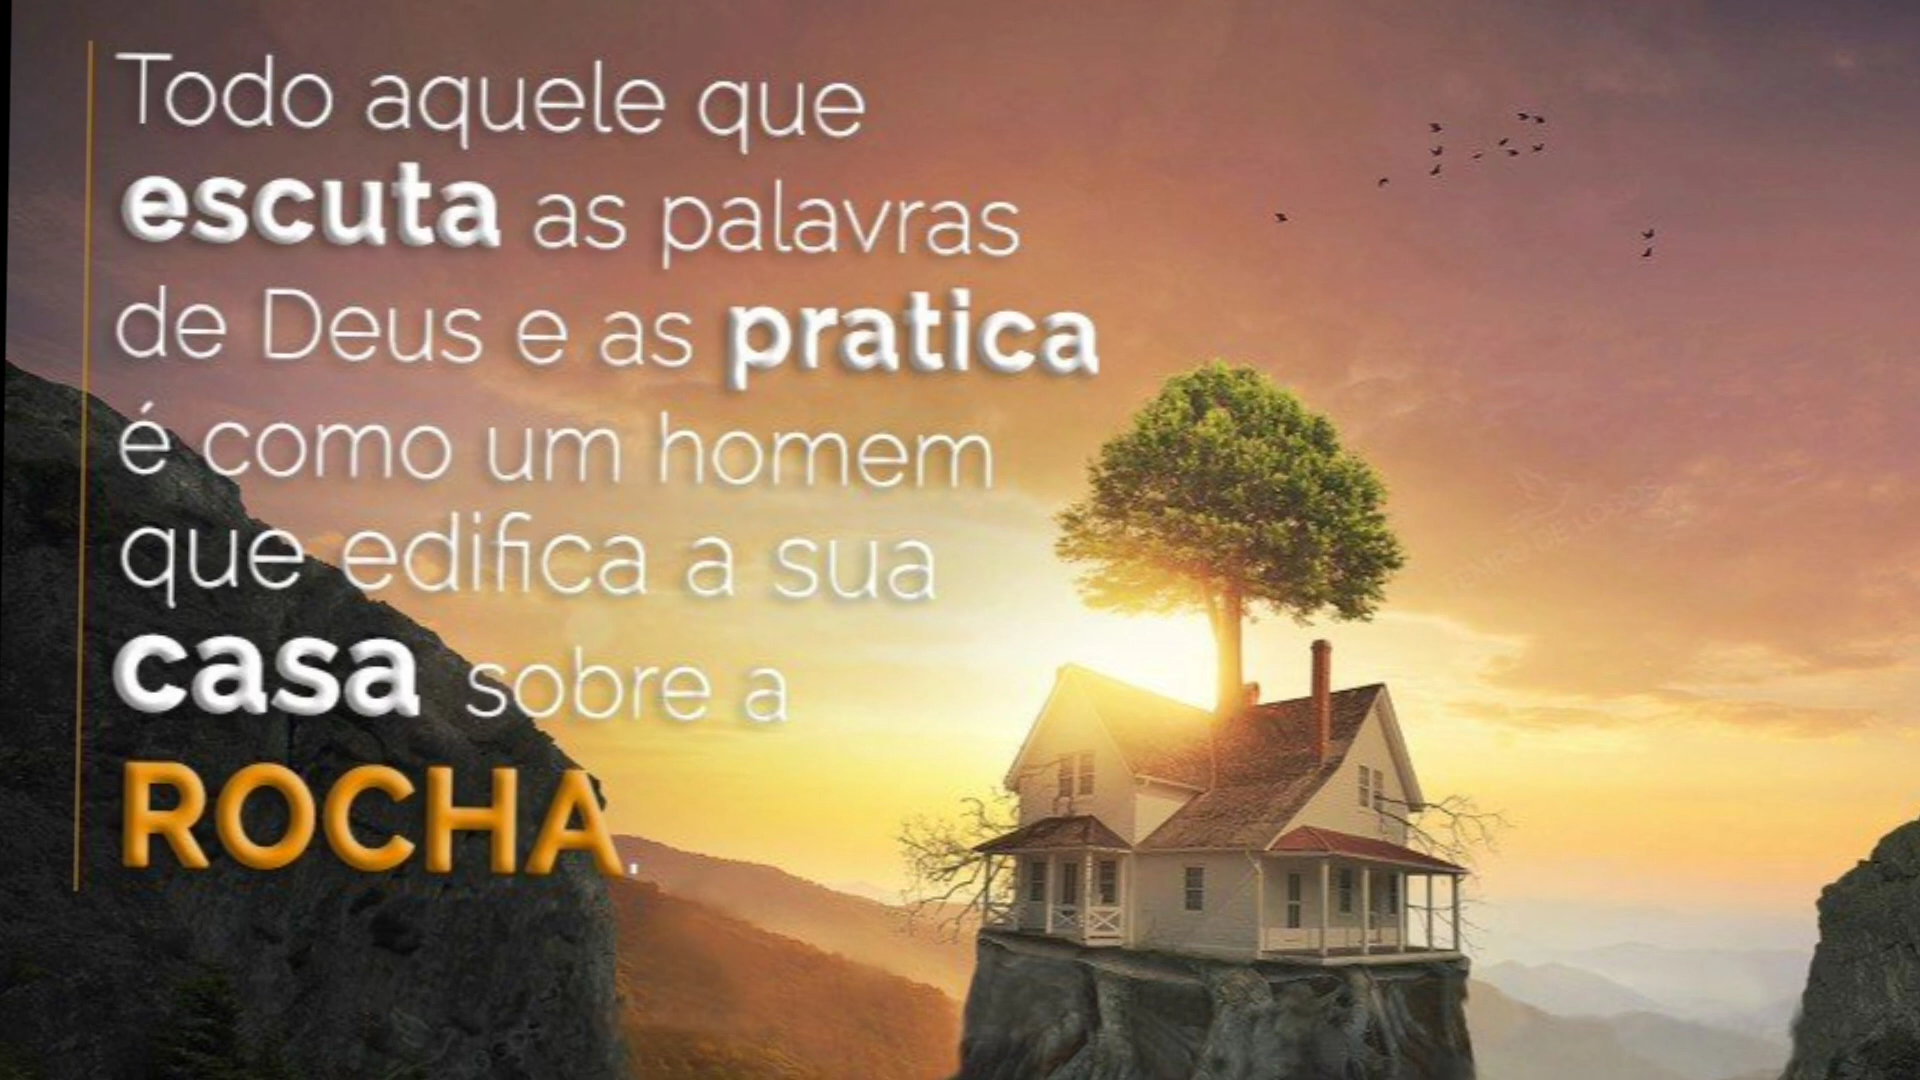 Todo aquele que
escuta as palavras
de Deus e as pratica
é como um homem
que edifica a sua
casa sobre a
ROCHA.